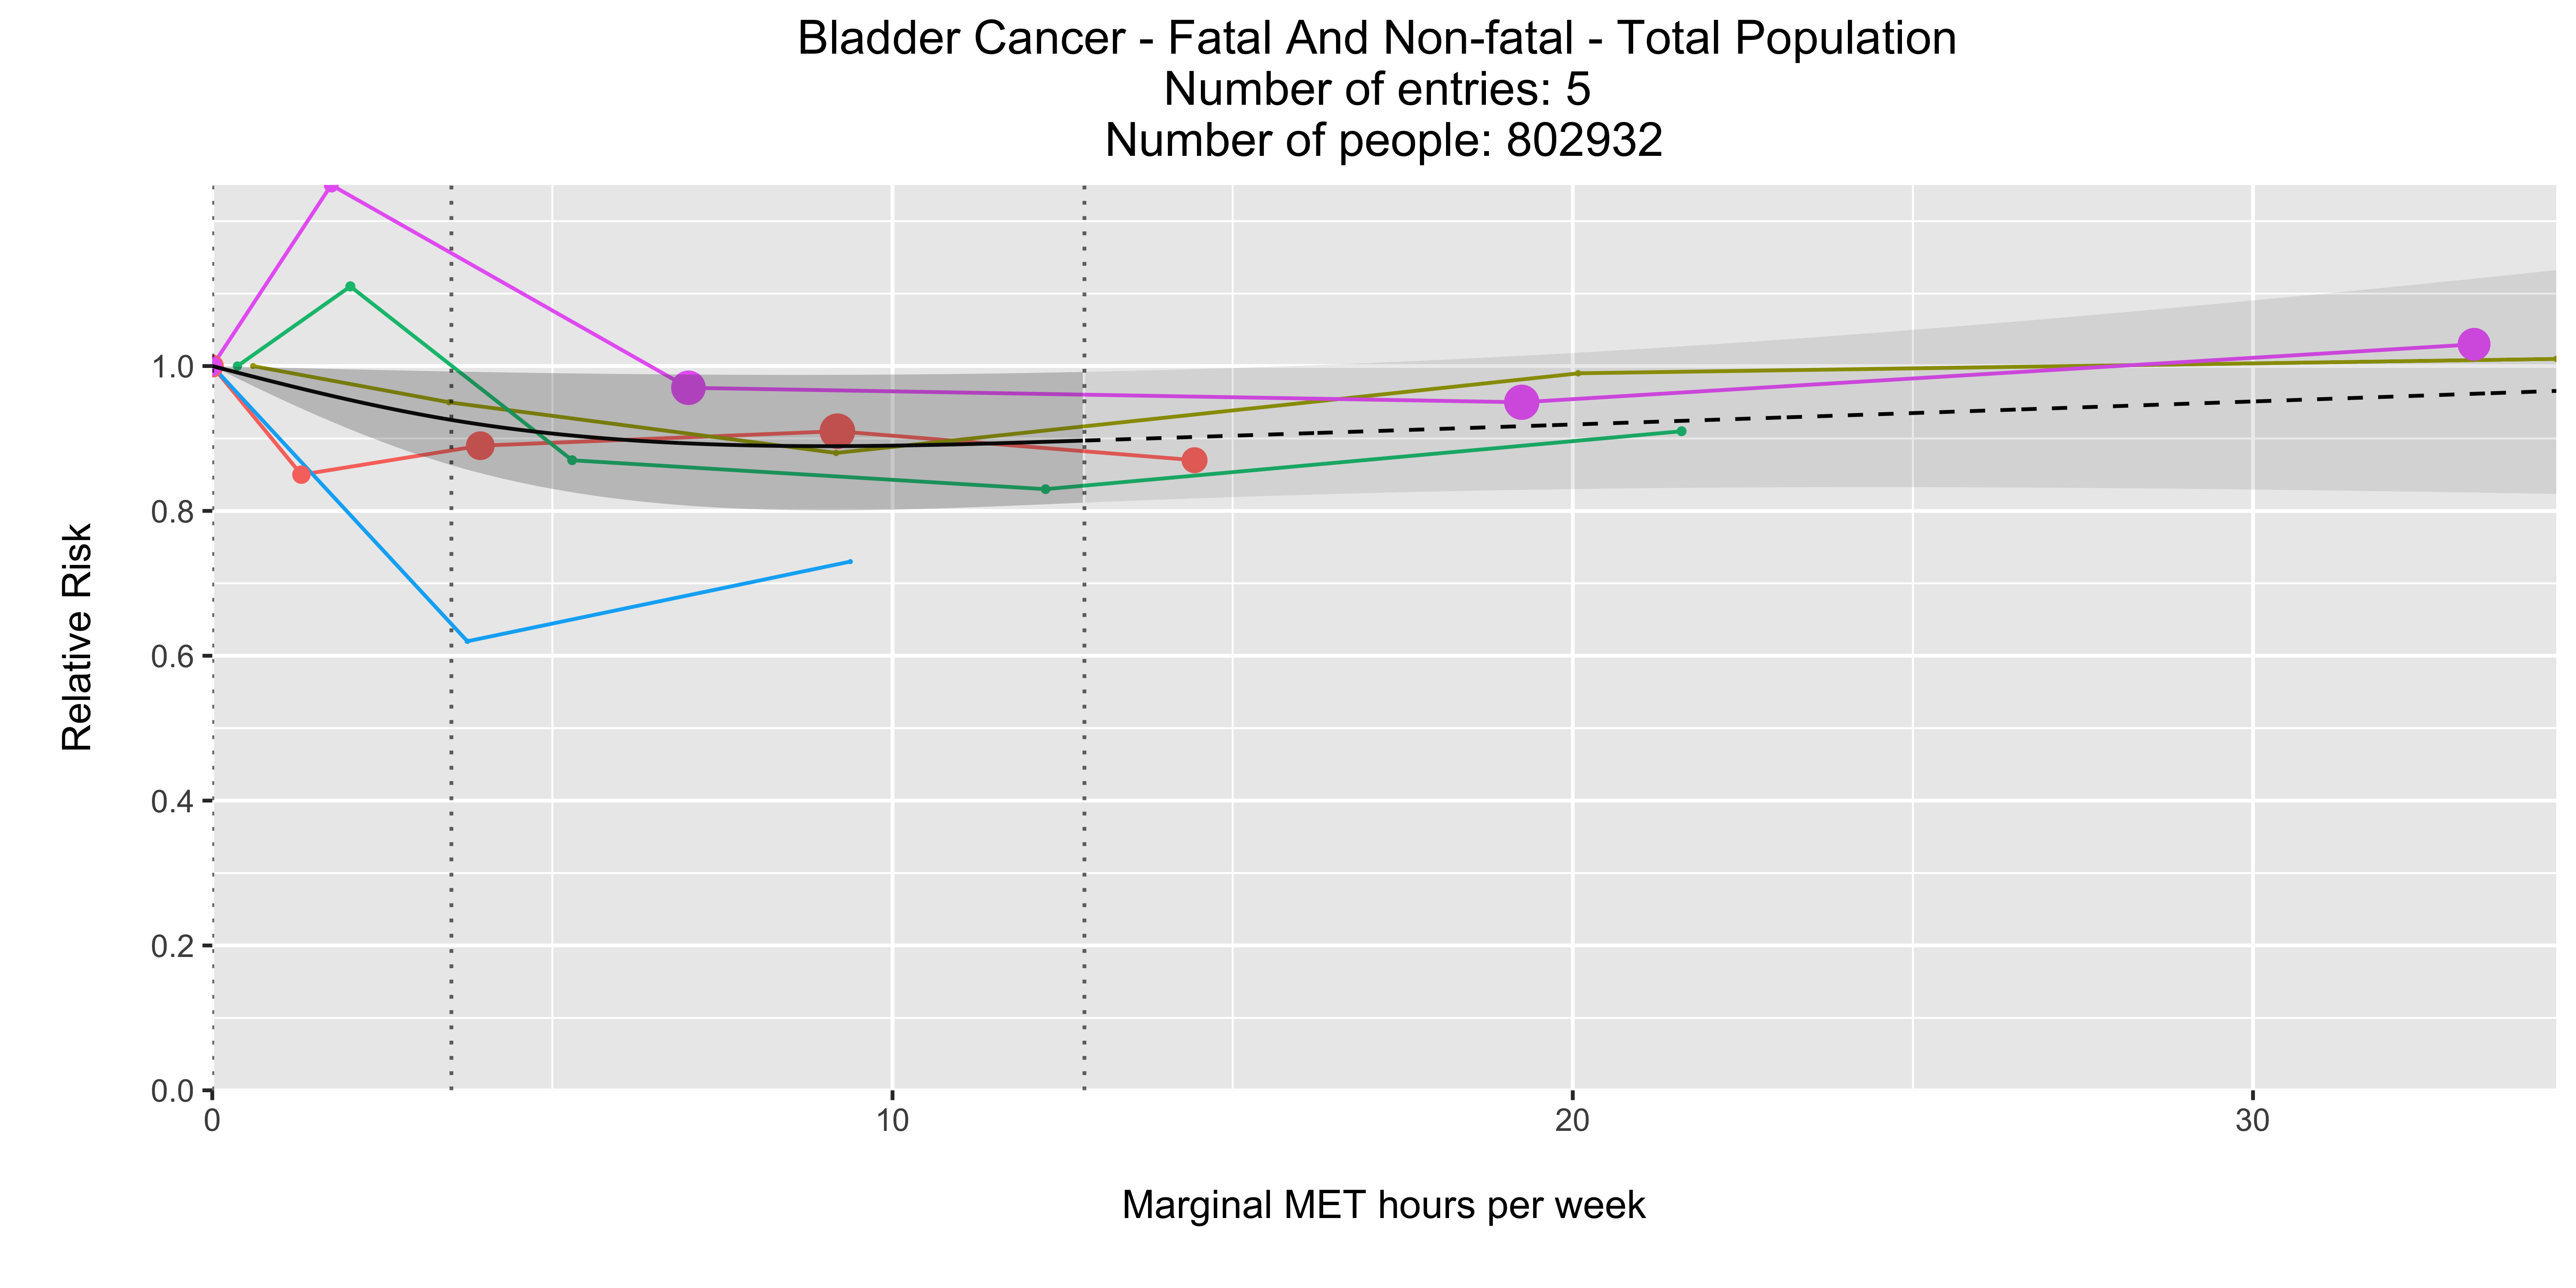 Bladder Cancer - Fatal And Non-fatal - Total Population
Number of entries: 5
Number of people: 802932
Relative Risk
1.0
0.8
0.6
0.4
0.2
0.0
0 10 20 30
Marginal MET hours per week